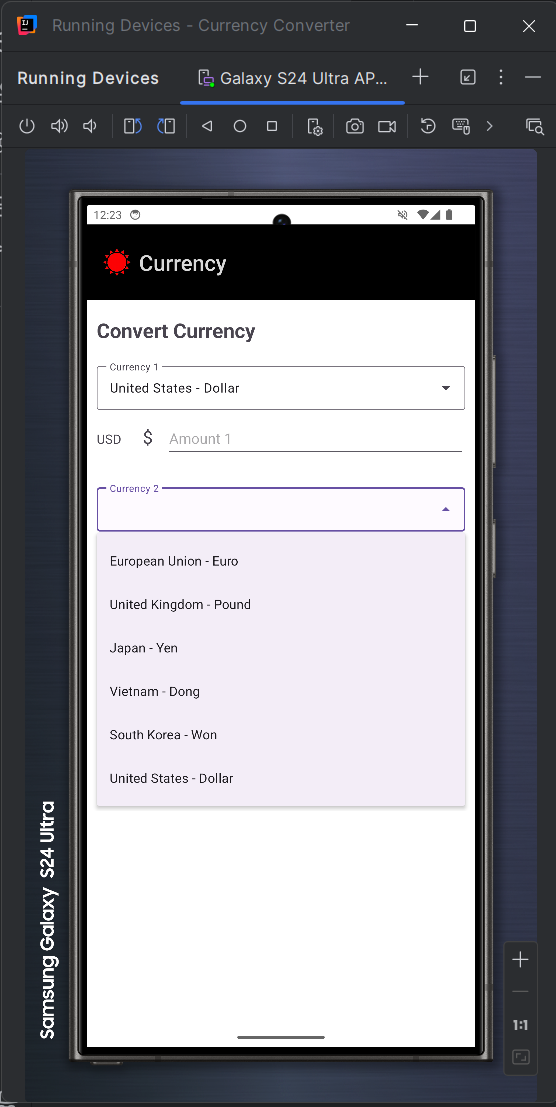 Running Devices - Currency Converter
Running Devices
Galaxy S24 Ultra AP...
12:23
Currency
Convert Currency
Currency 1
United States - Dollar
USD $ Amount 1
Currency 2
European Union - Euro
United Kingdom - Pound
Japan - Yen
Vietnam - Dong
South Korea - Won
United States - Dollar
Samsung Galaxy S24 Ultra
1:1